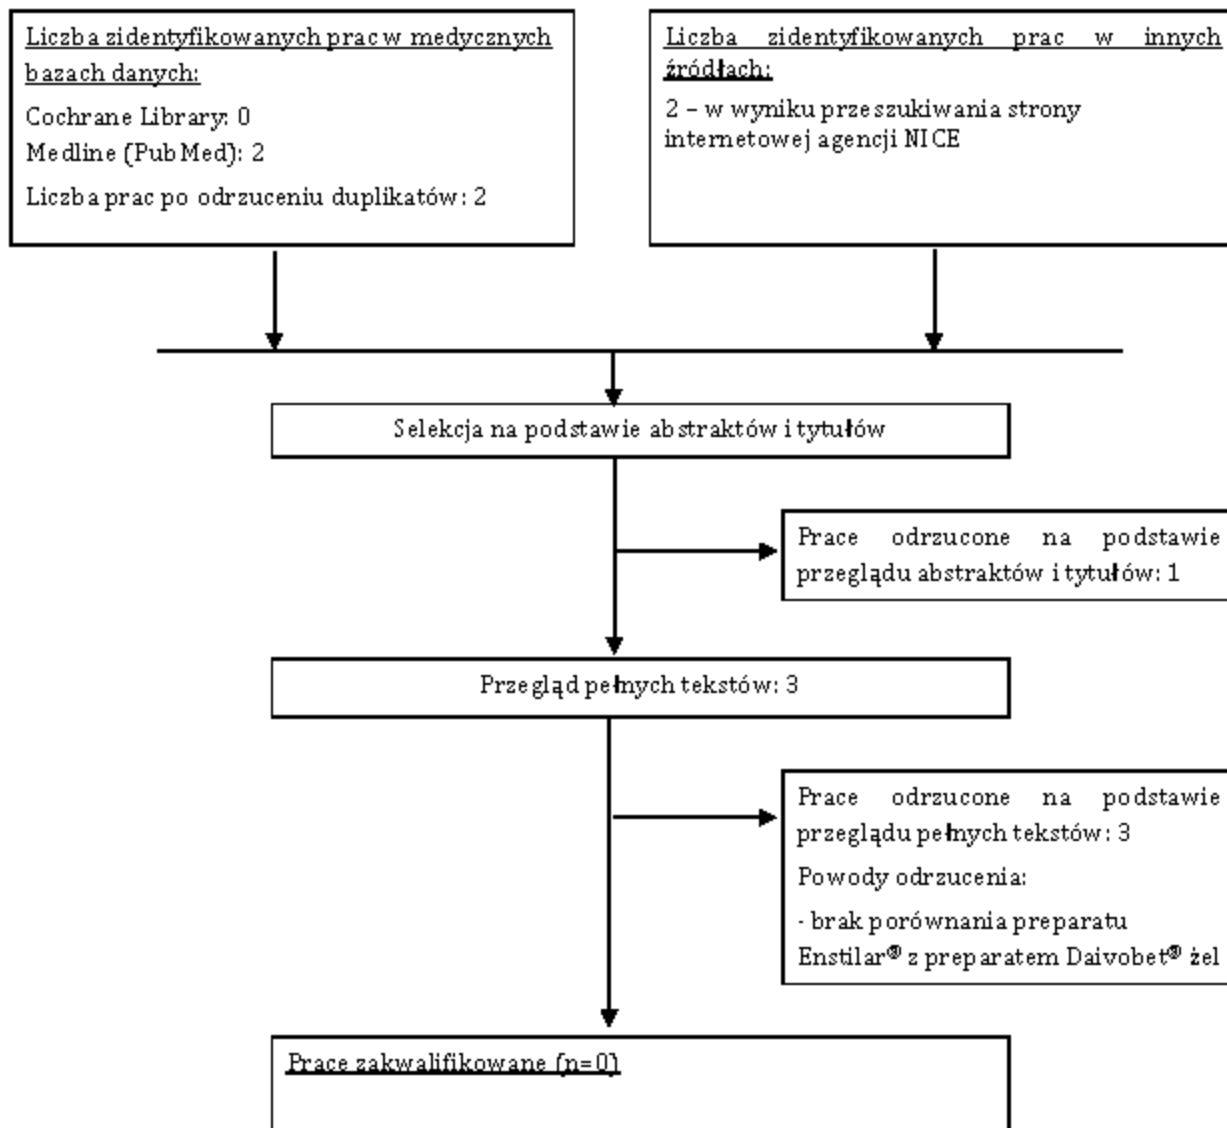 Liczba zidentyfikowanych prac w medycznych
bazach danych:
Cochrane Library: 0
Medline (PubMed): 2
Liczba prac po odrzuceniu duplikatów: 2
Liczba zidentyfikowanych prac w innych
źródłach:
2 – w wyniku przeszukiwania strony
internetowej agencji NICE
Selekcja na podstawie abstraktów i tytułów
Prace odrzucone na podstawie
przeglądu abstraktów i tytułów: 1
Przegląd pełnych tekstów: 3
Prace odrzucone na podstawie
przeglądu pełnych tekstów: 3
Powody odrzucenia:
- brak porównania preparatu
Enstilar® z preparatem Daivobet® żel
Prace zakwalifikowane (n=0)